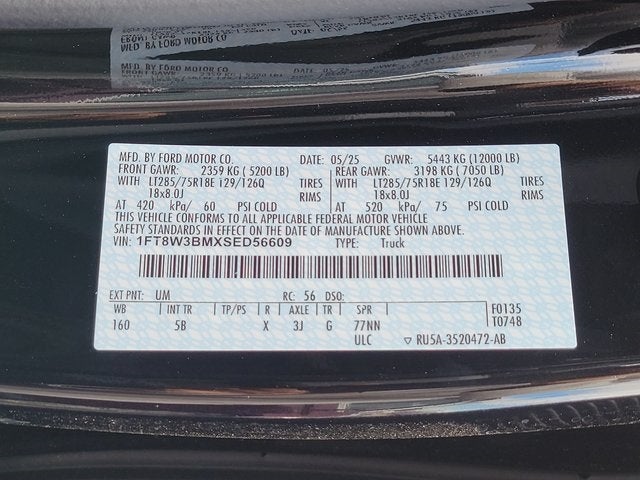 MFD. BY FORD MOTOR CO. DATE: 05/25 GVWR: 5443 KG (12000 LB)
FRONT GAWR: 2359 KG ( 5200 LB) REAR GAWR: 3198 KG ( 7050 LB)
WITH LT285/75R18E 129/126Q TIRES WITH LT285/75R18E 129/126Q TIRES
18x8.0J RIMS 18x8.0J RIMS
AT 420 kPa/ 60 PSI COLD AT 520 kPa/ 75 PSI COLD
THIS VEHICLE CONFORMS TO ALL APPLICABLE FEDERAL MOTOR VEHICLE
SAFETY STANDARDS IN EFFECT ON THE DATE OF MANUFACTURE SHOWN ABOVE.
VIN: 1FT8W3BMXSED56609 TYPE: Truck
EXT PNT: UM RC: 56 DSO:
WB INT TR TP/PS R AXLE TR SPR F0135
160 5B X 3J G 77NN T0748
ULC ▽ RU5A-3520472-AB